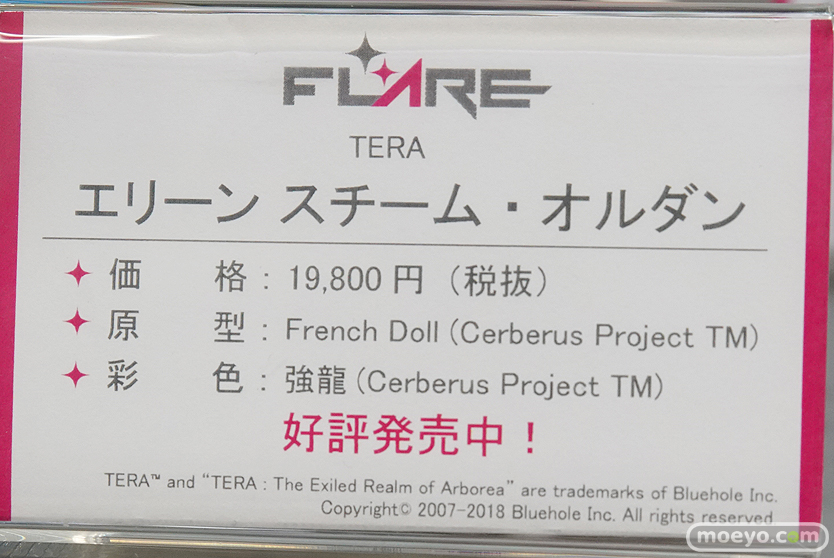 FLARE
TERA
エリーン スチーム・オルダン
価 格 : 19,800 円 (税抜)
原 型 : French Doll (Cerberus Project TM)
彩 色 : 強龍 (Cerberus Project TM)
好評発売中!
TERA™ and “TERA : The Exiled Realm of Arborea” are trademarks of Bluehole Inc.
Copyright© 2007-2018 Bluehole Inc. All rights reserved
moeyo.com